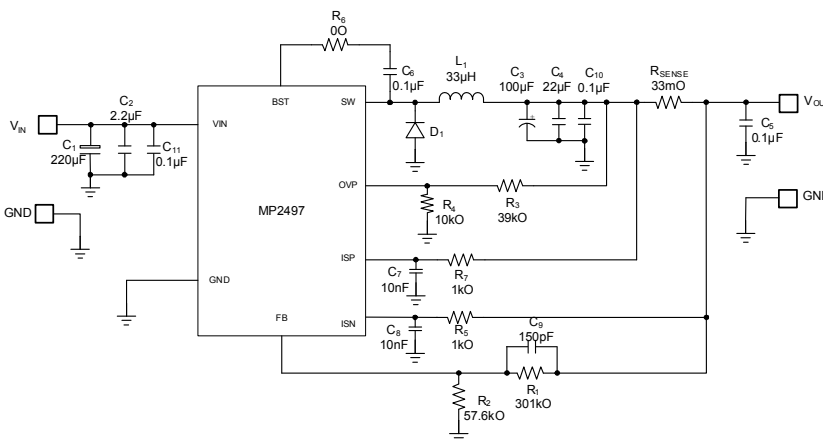 R6
0O
L1
33µH
C6
0.1µF
C3
100µF
C4
22µF
C10
0.1µF
RSENSE
33mO
BST
SW
C2
2.2µF
VIN
VIN
C1
220µF
C11
0.1µF
D1
C5
0.1µF
VOU
OVP
MP2497
R4
10kO
R3
39kO
GND
GN
ISP
C7
10nF
R7
1kO
GND
FB
ISN
C8
10nF
R5
1kO
C9
150pF
R2
57.6kO
R1
301kO